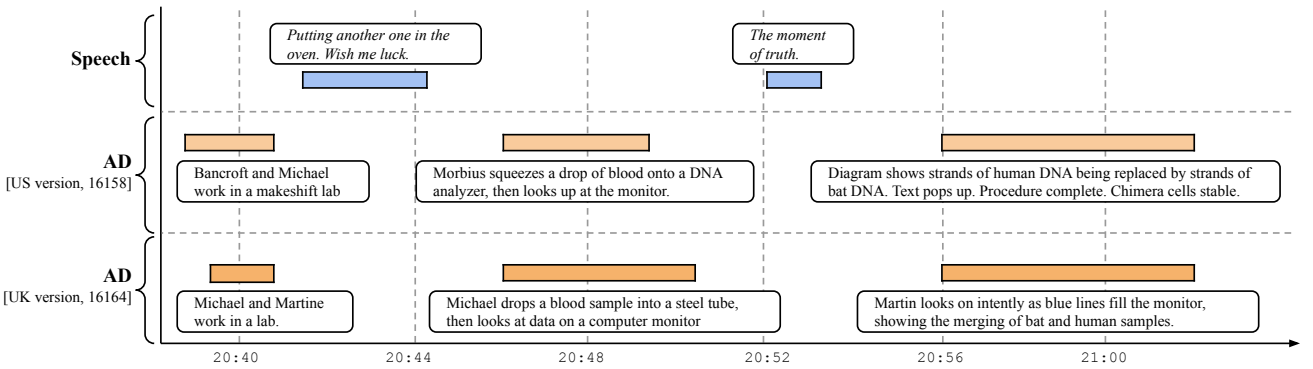 Speech
Putting another one in the
oven. Wish me luck.
The moment
of truth.
AD
[US version, 16158]
Bancroft and Michael
work in a makeshift lab
Morbius squeezes a drop of blood onto a DNA
analyzer, then looks up at the monitor.
Diagram shows strands of human DNA being replaced by strands of
bat DNA. Text pops up. Procedure complete. Chimera cells stable.
AD
[UK version, 16164]
Michael and Martine
work in a lab.
Michael drops a blood sample into a steel tube,
then looks at data on a computer monitor
Martin looks on intently as blue lines fill the monitor,
showing the merging of bat and human samples.
20:40
20:44
20:48
20:52
20:56
21:00